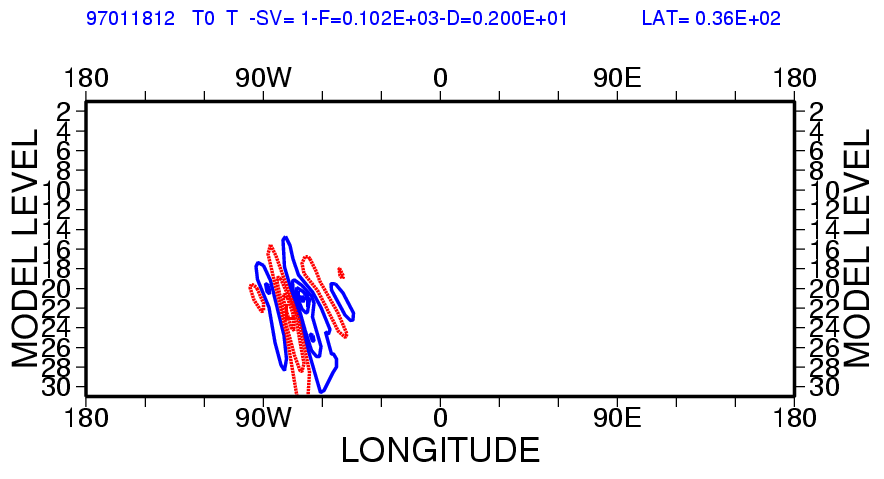 97011812 T0 T -SV= 1-F=0.102E+03-D=0.200E+01 LAT= 0.36E+02
180 90W 0 90E 180
MODEL LEVEL
2 2
4 4
6 6
8 8
10 10
12 12
14 14
16 16
18 18
20 20
22 22
24 24
26 26
28 28
30 30
MODEL LEVEL
180 90W 0 90E 180
LONGITUDE